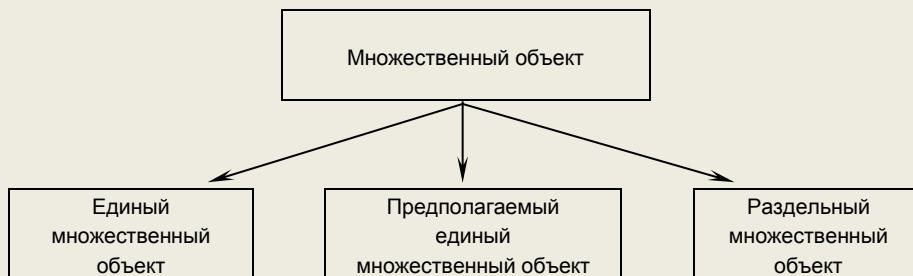 Множественный объект
Единый
множественный
объект
Предполагаемый
единый
множественный объект
Раздельный
множественный
объект